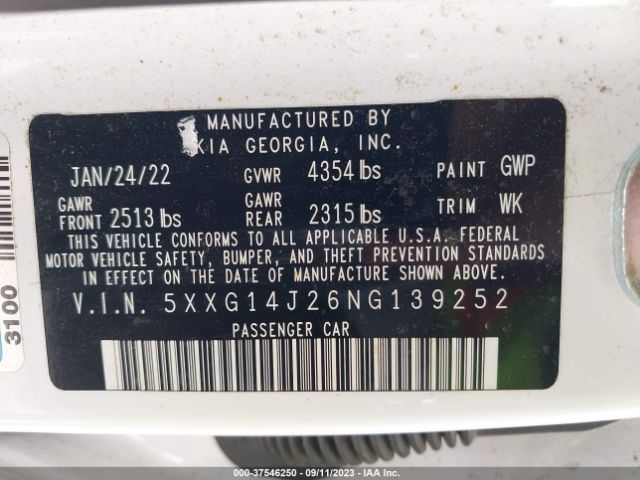 MANUFACTURED BY
KIA GEORGIA, INC.
JAN/24/22 GVWR 4354 lbs PAINT GWP
GAWR FRONT 2513 lbs GAWR REAR 2315 lbs TRIM WK
THIS VEHICLE CONFORMS TO ALL APPLICABLE U.S.A. FEDERAL
MOTOR VEHICLE SAFETY, BUMPER, AND THEFT PREVENTION STANDARDS
IN EFFECT ON THE DATE OF MANUFACTURE SHOWN ABOVE.
V.I.N. 5XXG14J26NG139252
PASSENGER CAR
3100
000-37546250 - 09/11/2023 - IAA Inc.